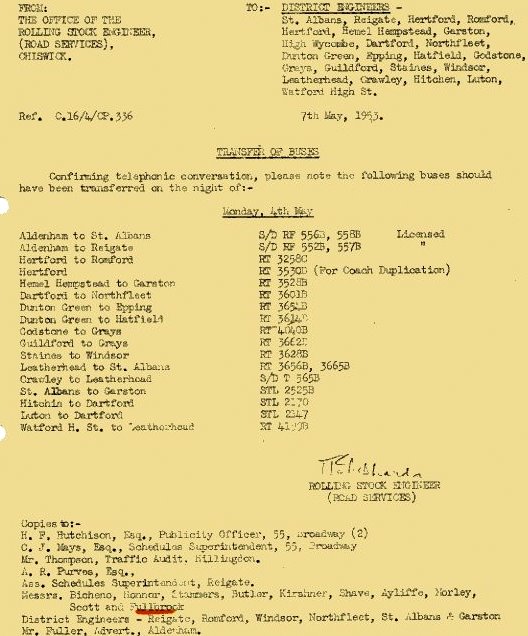 FROM: TO:- DISTRICT ENGINEERS -
THE OFFICE OF THE St. Albans, Reigate, Hertford, Romford,
ROLLING STOCK ENGINEER, Hertford, Hemel Hempstead, Garston,
(ROAD SERVICES), High Wycombe, Dartford, Northfleet,
CHISWICK. Dunton Green, Epping, Hatfield, Godstone,
Grays, Guildford, Staines, Windsor,
Leatherhead, Crawley, Hitchen, Luton,
Watford High St.
Ref. C.16/4/CP.336 7th May, 1953.
TRANSFER OF BUSES
Confirming telephonic conversation, please note the following buses should
have been transferred on the night of:-
Monday, 4th May
Aldenham to St. Albans S/D RF 556B, 558B Licensed
Aldenham to Reigate S/D RF 552B, 557B "
Hertford to Romford RT 3258C
Hertford RT 3530D (For Coach Duplication)
Hemel Hempstead to Garston RT 3528B
Dartford to Northfleet RT 3601B
Dunton Green to Epping RT 3654B
Dunton Green to Hatfield RT
Godstone to Grays RT 4040B
Guildford to Grays RT
Staines to Windsor RT 3628B
Leatherhead to St. Albans RT 3656B, 3665B
Crawley to Leatherhead S/D T 565B
St. Albans to Garston STL 2525B
Hitchin to Dartford STL 2170
Luton to Dartford STL
Watford H. St. to Leatherhead RT
ROLLING STOCK ENGINEER
(ROAD SERVICES)
Copies to:-
H. F. Hutchison, Esq., Publicity Officer, 55, Broadway (2)
C. J. Mays, Esq., Schedules Superintendent, 55, Broadway
Mr. Thompson, Traffic Audit, Hillingdon.
A. R. Purves, Esq.,
Ass. Schedules Superintendent, Reigate.
Messrs. Bicheno, Honnor, Stammers, Butler, Kirshner, Shave, Ayliffe, Morley,
Scott and Fullbrook
District Engineers - Reigate, Romford, Windsor, Northfleet, St. Albans & Garston
Mr. Fuller, Advert., Aldenham.